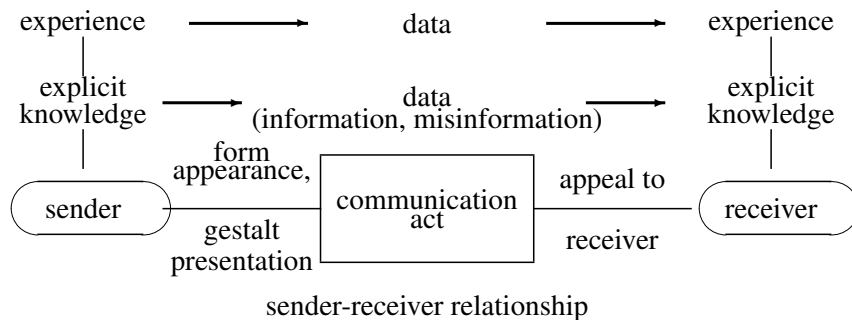 experience data experience
explicit knowledge data explicit knowledge
(information, misinformation)
form
appearance,
sender communication act appeal to receiver
gestalt receiver
presentation
sender-receiver relationship